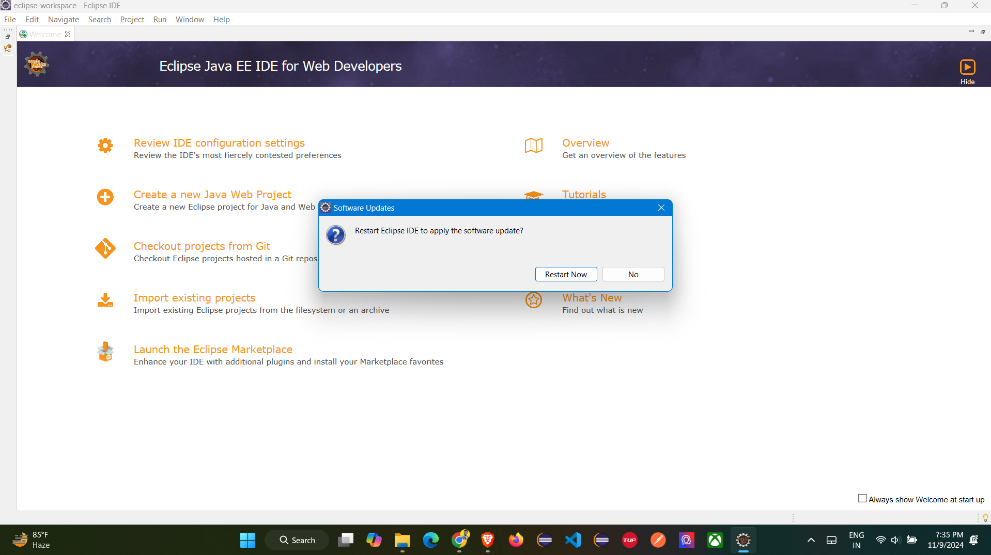 eclipse-workspace - Eclipse IDE
File Edit Navigate Search Project Run Window Help
Welcome
Eclipse Java EE IDE for Web Developers
Hide
Review IDE configuration settings
Review the IDE's most fiercely contested preferences
Overview
Get an overview of the features
Create a new Java Web Project
Create a new Eclipse project for Java and Web
Tutorials
Software Updates
Restart Eclipse IDE to apply the software update?
Restart Now
No
Checkout projects from Git
Checkout Eclipse projects hosted in a Git repos
Import existing projects
Import existing Eclipse projects from the filesystem or an archive
What's New
Find out what is new
Launch the Eclipse Marketplace
Enhance your IDE with additional plugins and install your Marketplace favorites
Always show Welcome at start up
85°F
Haze
Search
TUF
ENG
IN
7:35 PM
11/9/2024